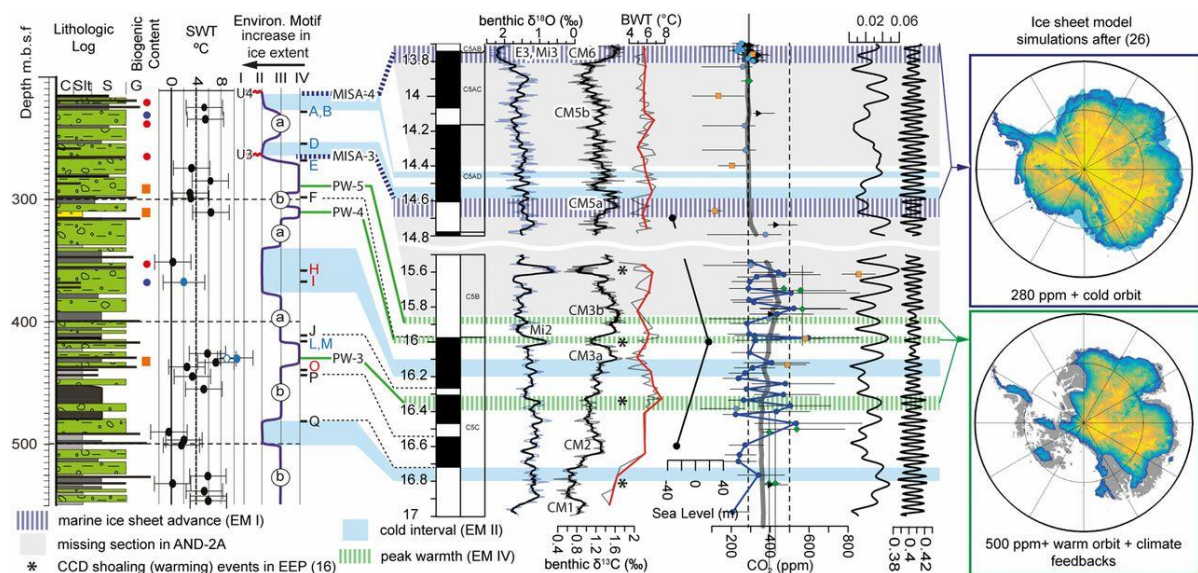 Depth m.b.s.f
Lithologic
Log
C Slt S G
Biogenic
Content
SWT
ºC
0 4 8
Environ. Motif
increase in
ice extent
I II III IV
benthic δ¹⁸O (‰)
2 1 0
BWT (°C)
4 6 8
0.02 0.06
Ice sheet model
simulations after (26)
U4
MISA-4
A,B
a
D
U3
MISA-3
E
PW-5
b
F
PW-4
a
H
I
a
J
L,M
PW-3
O
P
b
Q
b
300
400
500
13.8
14
14.2
14.4
14.6
14.8
15.6
15.8
16
16.2
16.4
16.6
16.8
17
C5AB
C5AC
C5AD
C5B
C5C
E3, Mi3
CM6
CM5b
CM5a
CM3b
Mi2
CM3a
CM2
CM1
*
*
*
*
-40 0 40
Sea Level (m)
0.4 0.8 1.2 1.6 2
benthic δ¹³C (‰)
200 400 600 800
CO₂ (ppm)
0.38 0.4 0.42
280 ppm + cold orbit
500 ppm+ warm orbit + climate
feedbacks
marine ice sheet advance (EM I)
missing section in AND-2A
* CCD shoaling (warming) events in EEP (16)
cold interval (EM II)
peak warmth (EM IV)